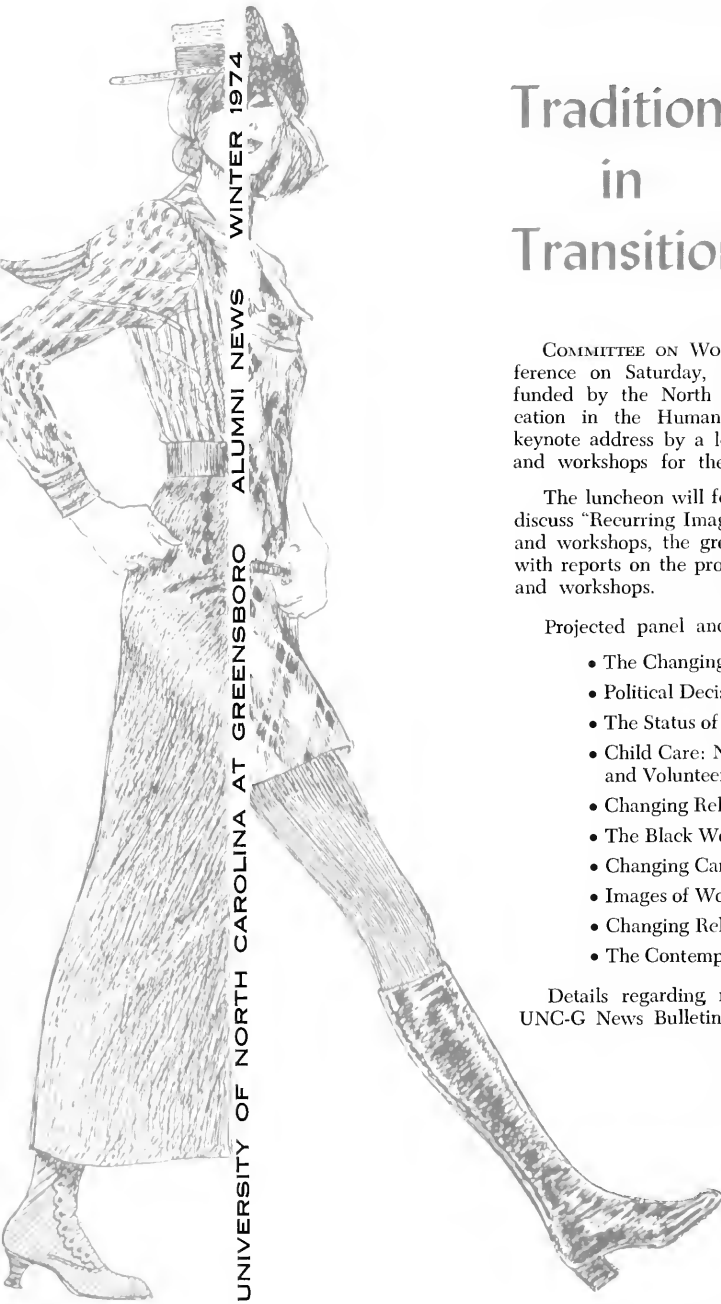 UNIVERSITY OF NORTH CAROLINA AT GREENSBORO ALUMNI NEWS WINTER 1974
Tradition
in
Transition
COMMITTEE ON Wo
ference on Saturday,
funded by the North
cation in the Human
keynote address by a l
and workshops for the
The luncheon will fe
discuss "Recurring Imag
and workshops, the gre
with reports on the pro
and workshops.
Projected panel and
• The Changing
• Political Decis
• The Status of
• Child Care: N
and Voluntee
• Changing Rel
• The Black Wo
• Changing Car
• Images of Wo
• Changing Rel
• The Contemp
Details regarding r
UNC-G News Bulletin